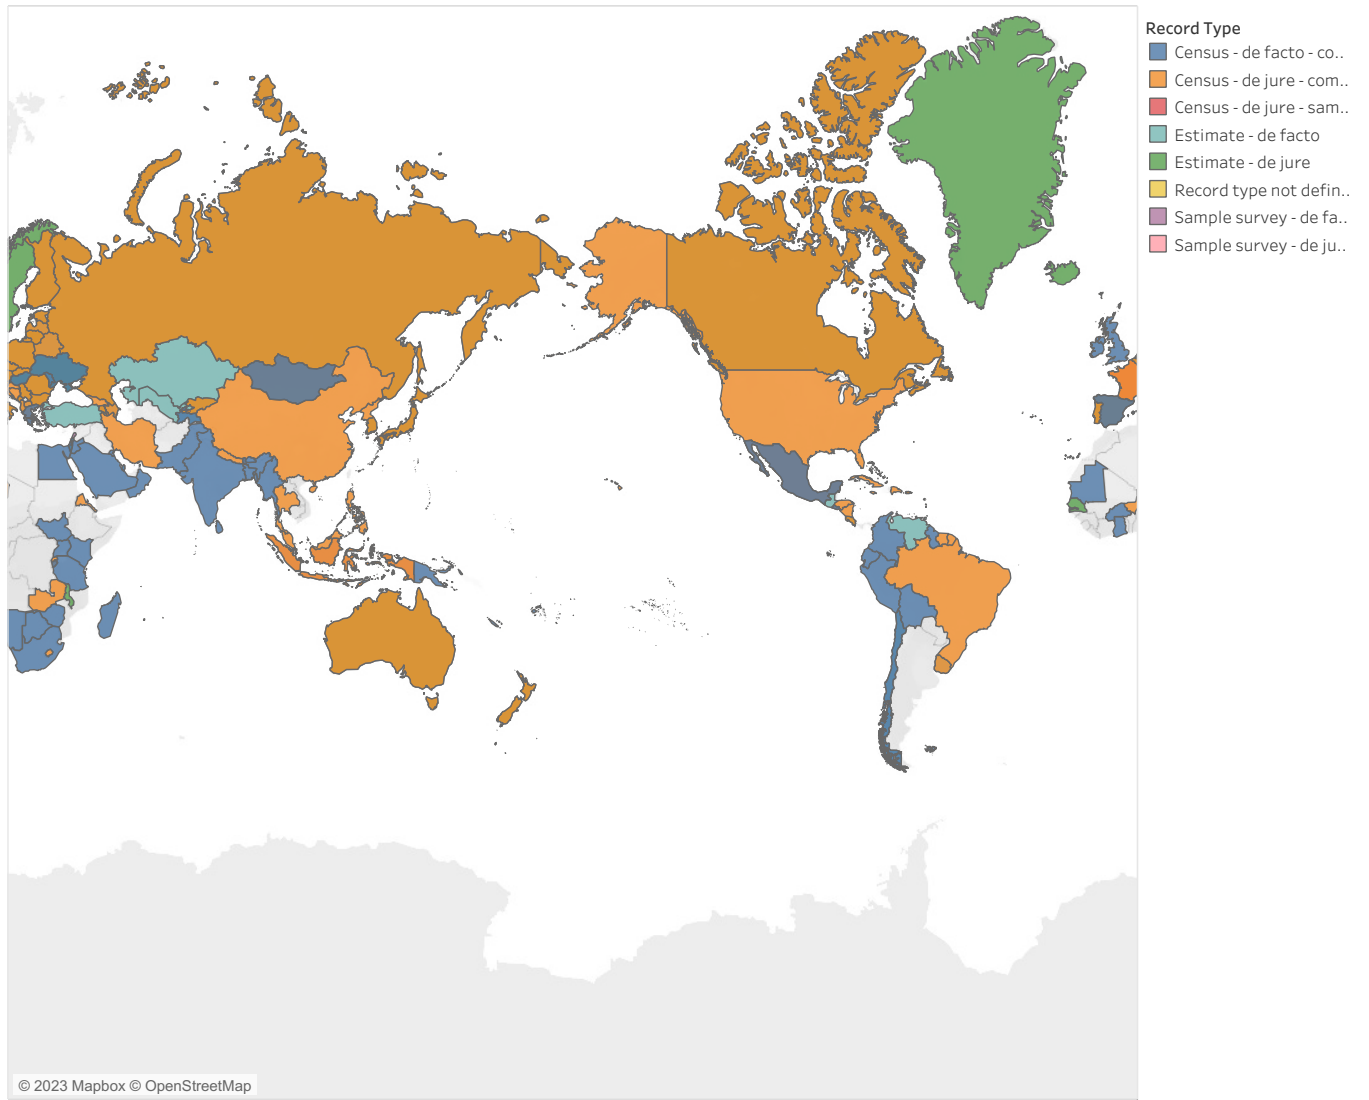 Record Type
Census - de facto - co..
Census - de jure - com..
Census - de jure - sam..
Estimate - de facto
Estimate - de jure
Record type not defin..
Sample survey - de fa..
Sample survey - de ju..
© 2023 Mapbox © OpenStreetMap